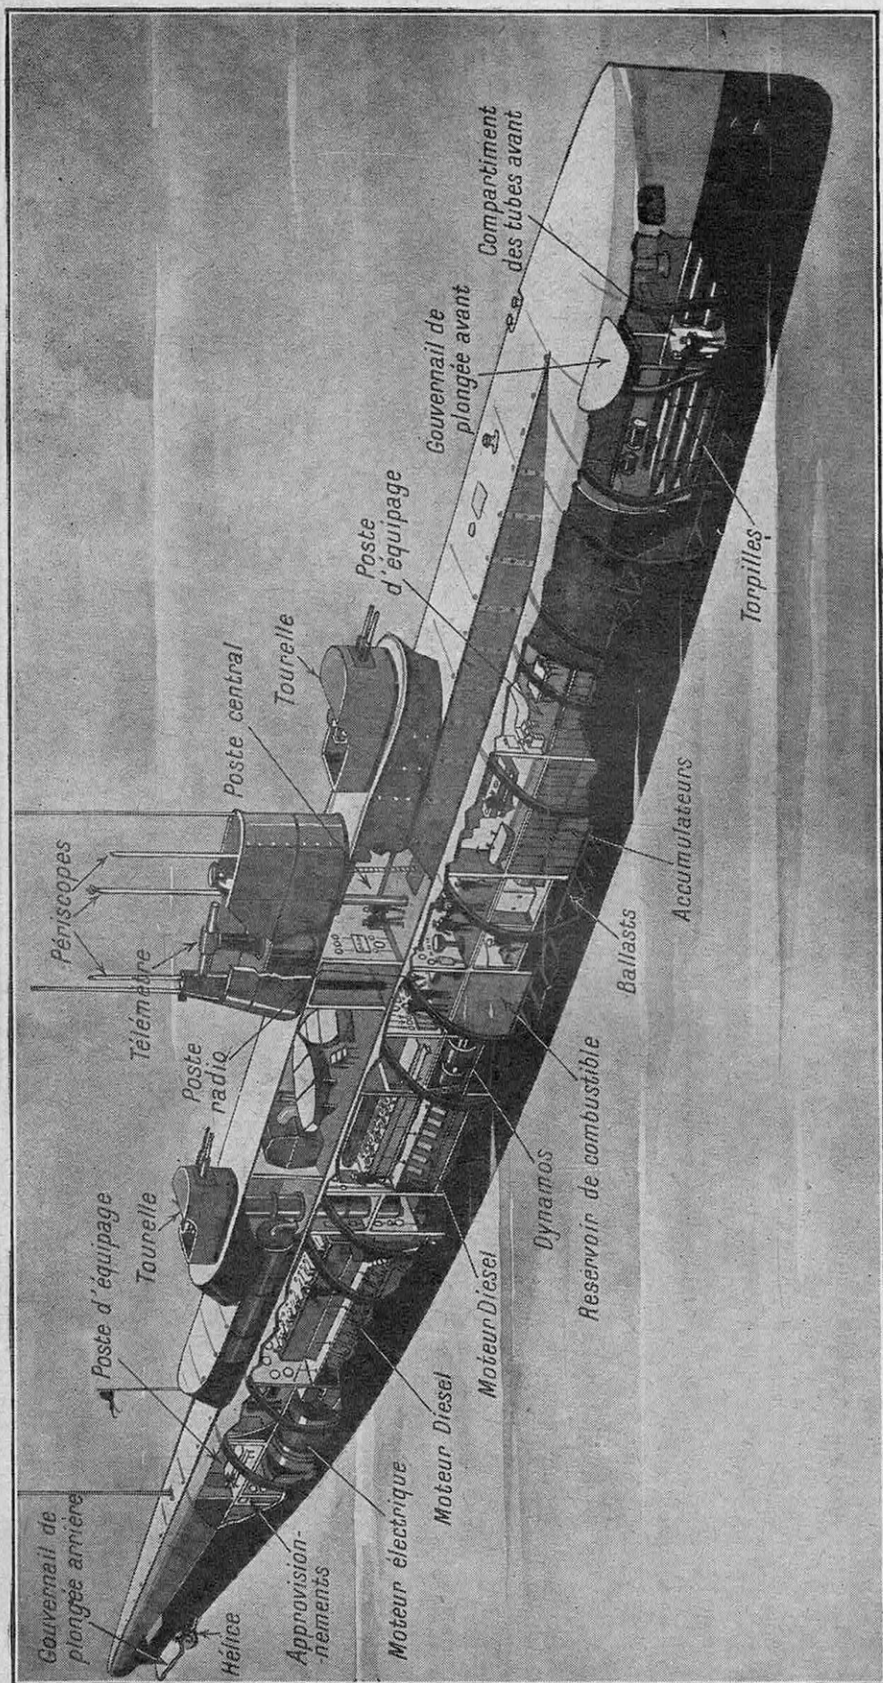 Gouvernail de
plongée arrière
Hélice
Poste d'équipage
Approvision-
-nements
Tourelle
Moteur électrique
Moteur Diesel
Moteur Diesel
Poste
radio
Télémètre
Périscopes
Dynamos
Reservoir de combustible
Poste central
Ballasts
Tourelle
Accumulateurs
Poste
d'équipage
Gouvernail de
plongée avant
Torpilles
Compartiment
des tubes avant